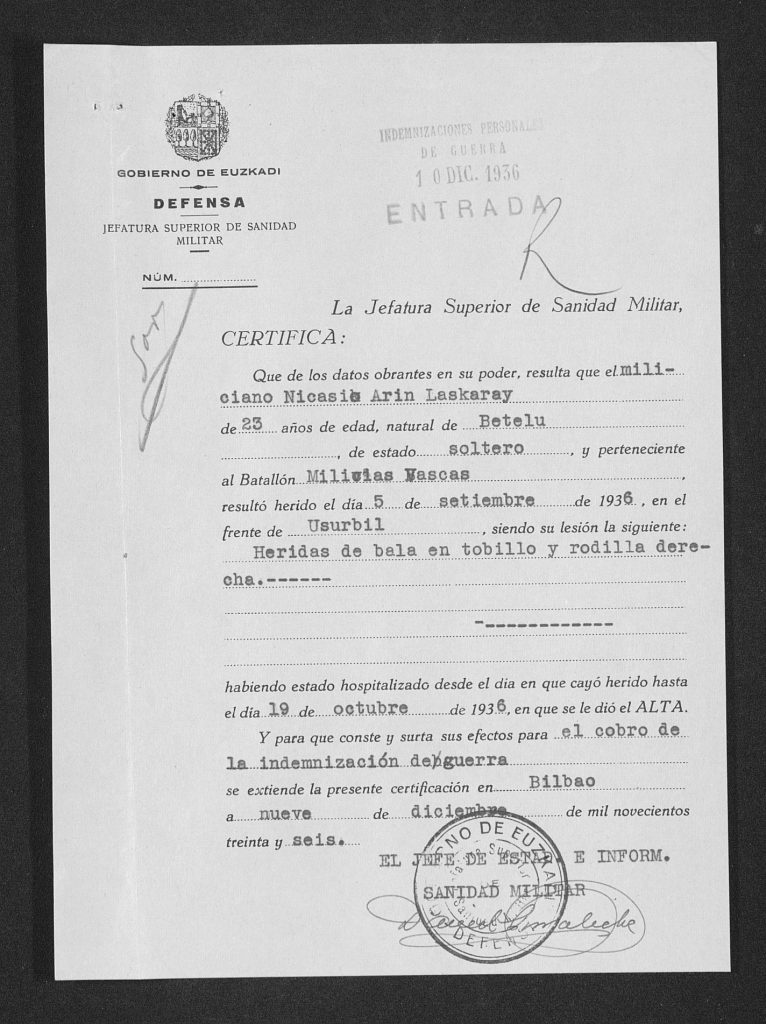 GOBIERNO DE EUZKADI
DEFENSA
JEFATURA SUPERIOR DE SANIDAD
MILITAR
NÚM.
INDEMNIZACIONES PERSONALES
DE GUERRA
10 DIC. 1936
ENTRADA
La Jefatura Superior de Sanidad Militar,
CERTIFICA:
Que de los datos obrantes en su poder, resulta que el mili-
ciano Nicasio Arin Laskaray
de 23 años de edad, natural de Betelu
, de estado soltero, y perteneciente
al Batallón Milicias Vascas,
resultó herido el día 5 de setiembre de 1936, en el
frente de Usurbil, siendo su lesión la siguiente:
Heridas de bala en tobillo y rodilla dere-
cha.------
-------------
habiendo estado hospitalizado desde el dia en que cayó herido hasta
el día 19 de octubre de 1936, en que se le dió el ALTA.
Y para que conste y surta sus efectos para el cobro de
la indemnización de guerra
se extiende la presente certificación en Bilbao
a nueve de diciembre de mil novecientos
treinta y seis.
EL JEFE DE ESTAD. E INFORM.
SANIDAD MILITAR